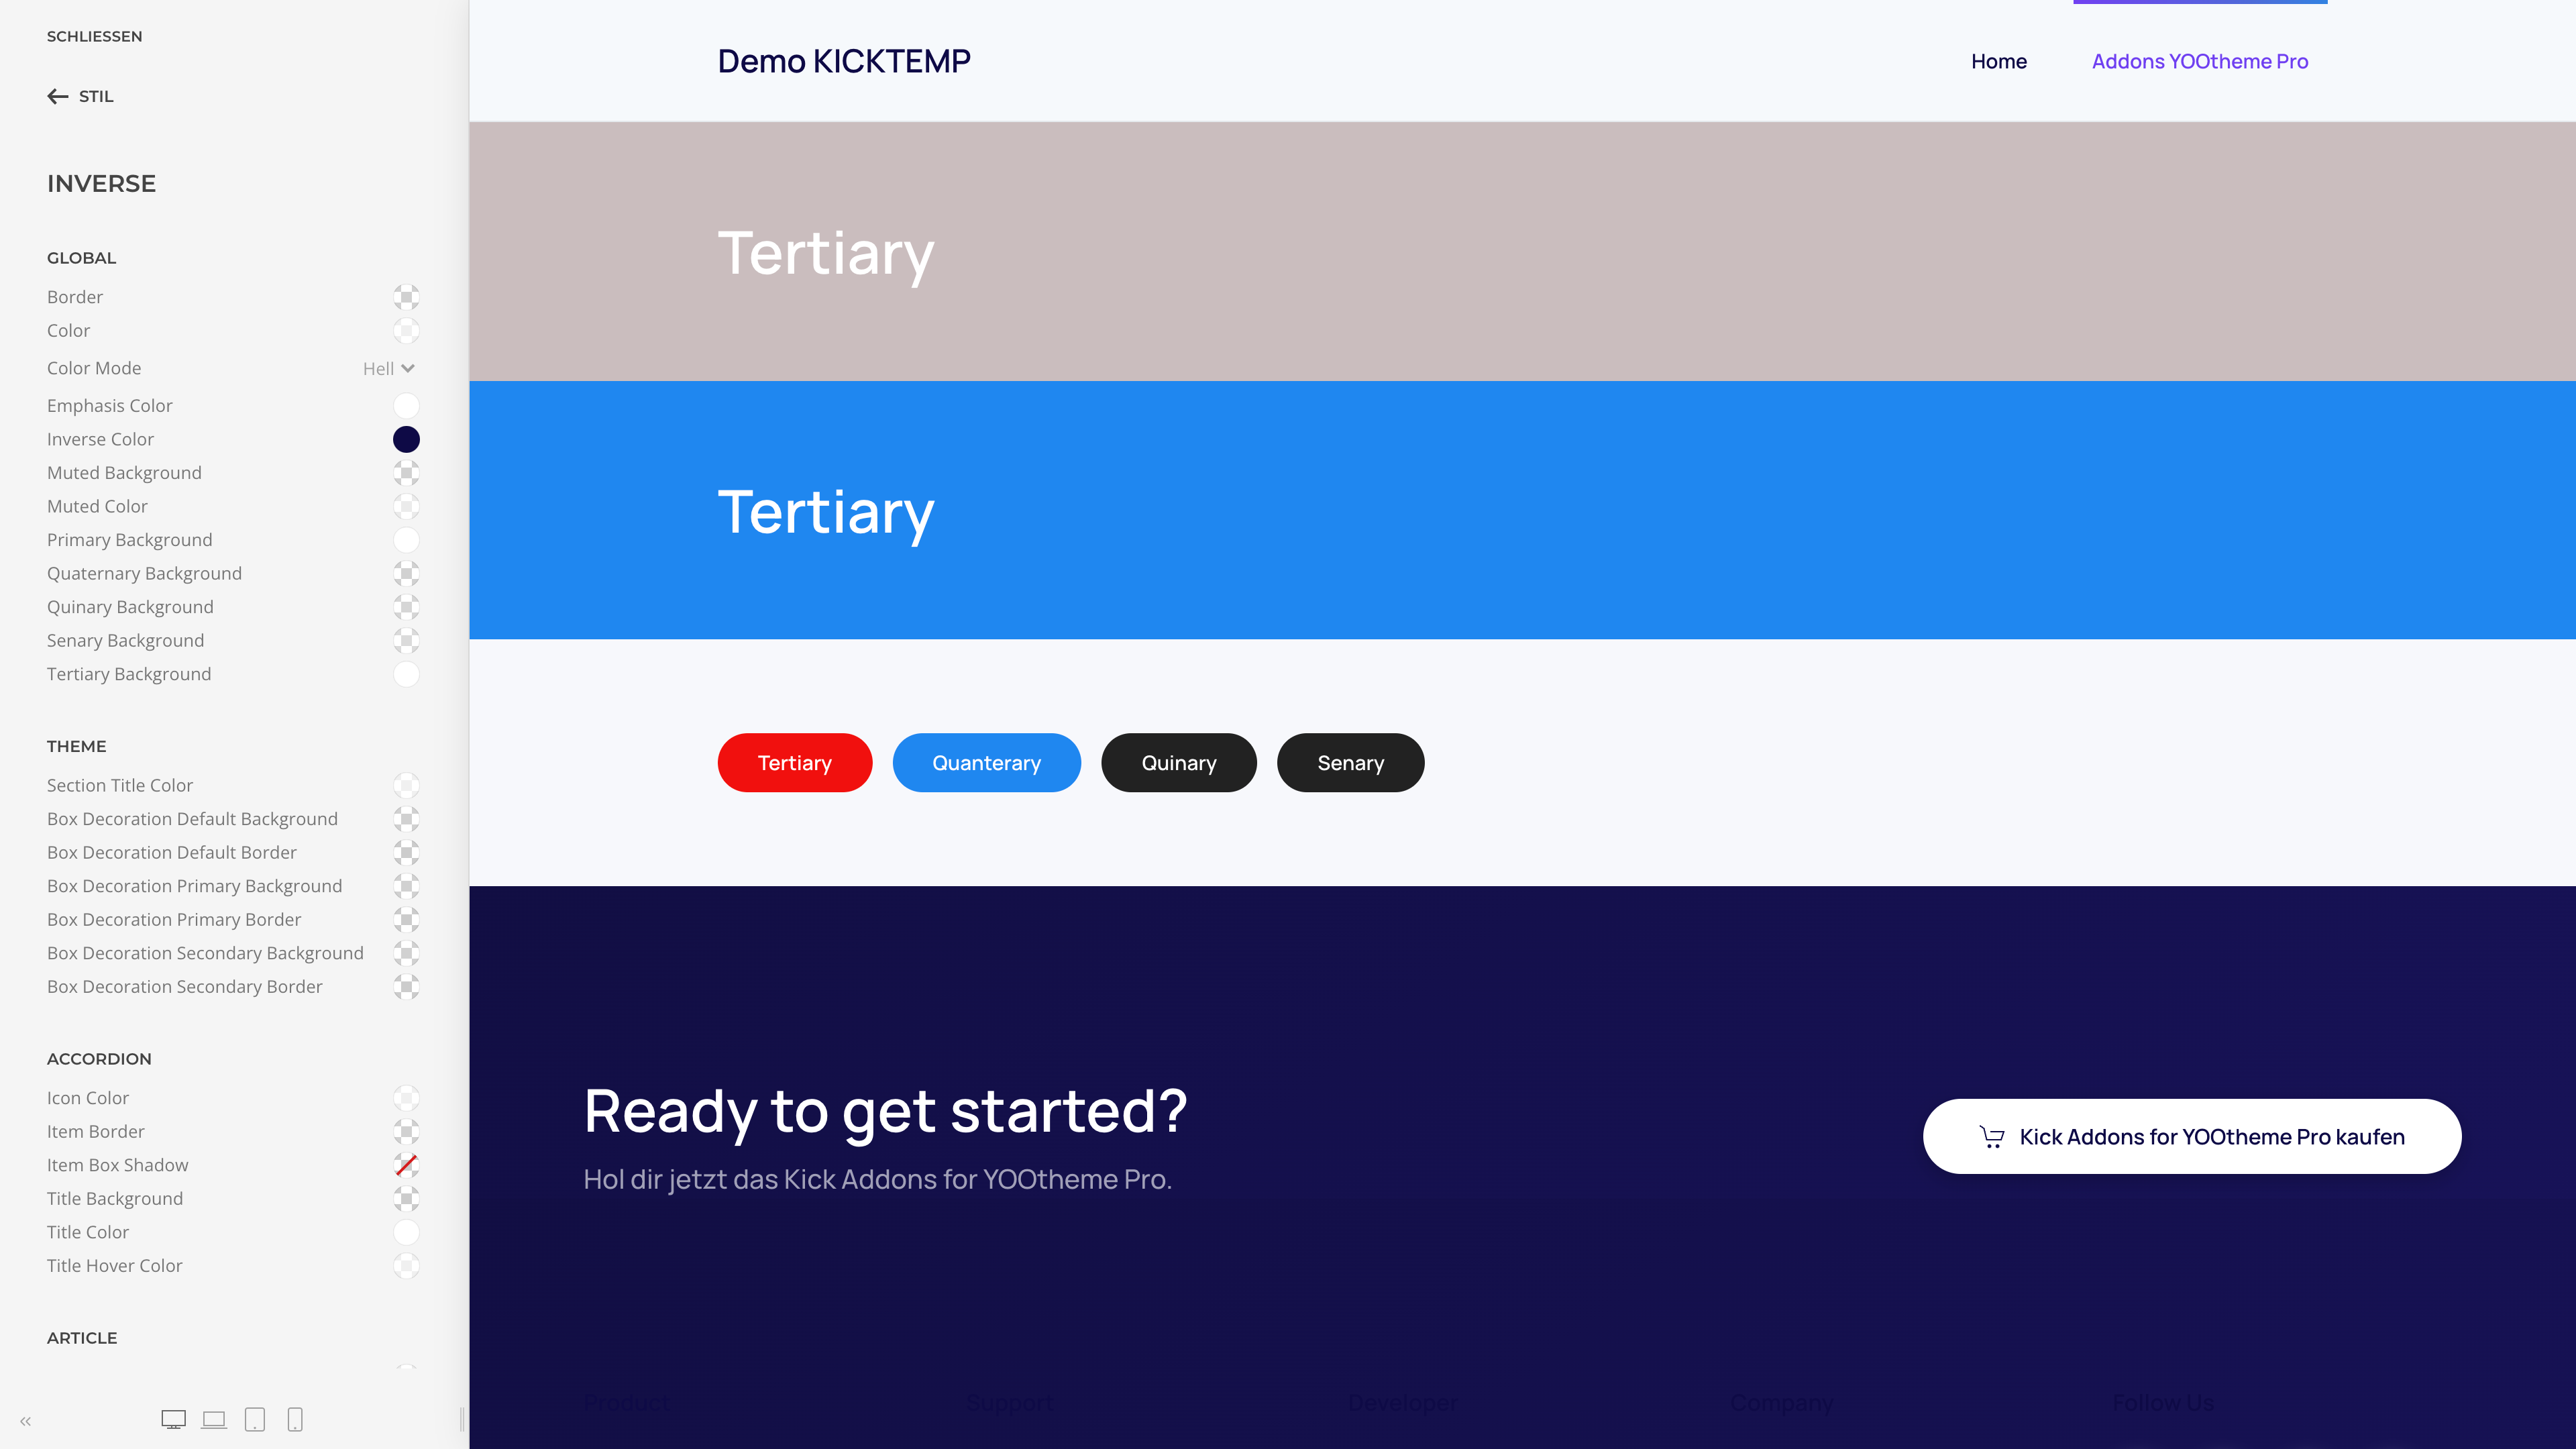 SCHLIESSEN
STIL
INVERSE
GLOBAL
Border
Color
Color Mode Hell
Emphasis Color
Inverse Color
Muted Background
Muted Color
Primary Background
Quaternary Background
Quinary Background
Senary Background
Tertiary Background
THEME
Section Title Color
Box Decoration Default Background
Box Decoration Default Border
Box Decoration Primary Background
Box Decoration Primary Border
Box Decoration Secondary Background
Box Decoration Secondary Border
ACCORDION
Icon Color
Item Border
Item Box Shadow
Title Background
Title Color
Title Hover Color
ARTICLE
Demo KICKTEMP
Home Addons YOOtheme Pro
Tertiary
Tertiary
Tertiary Quanterary Quinary Senary
Ready to get started?
Hol dir jetzt das Kick Addons for YOOtheme Pro.
Kick Addons for YOOtheme Pro kaufen
Product Support Developer Company Follow Us